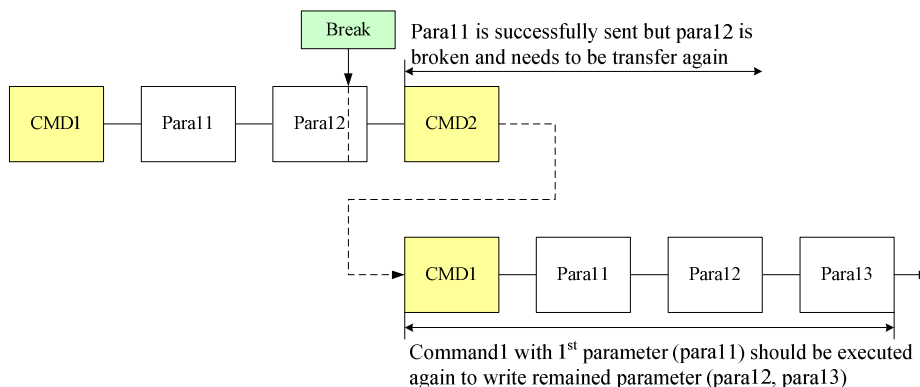 Break
Para11 is successfully sent but para12 is
broken and needs to be transfer again
CMD1
Para11
Para12
CMD2
CMD1
Para11
Para12
Para13
Command1 with 1st parameter (para11) should be executed
again to write remained parameter (para12, para13)